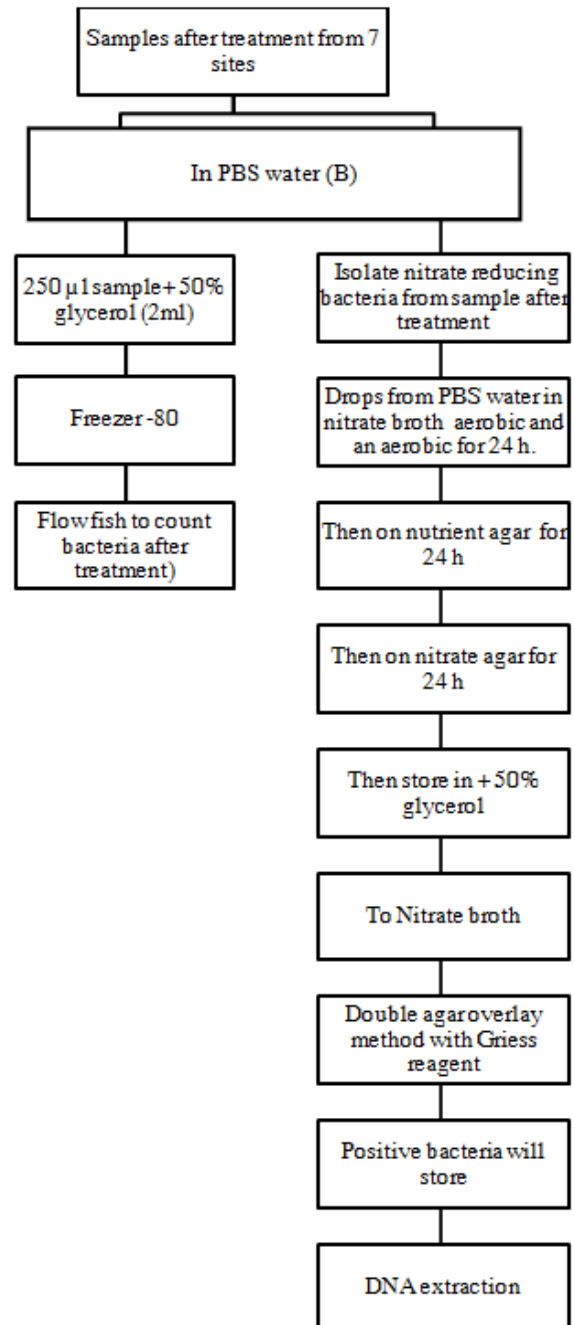 Samples after treatment from 7
sites
In PBS water (B)
250 µl sample+ 50%
glycerol (2ml)
Freezer -80
Flow fish to count
bacteria after
treatment)
Isolate nitrate reducing
bacteria from sample after
treatment
Drops from PBS water in
nitrate broth aerobic and
an aerobic for 24 h.
Then on nutrient agar for
24 h
Then on nitrate agar for
24 h
Then store in + 50%
glycerol
To Nitrate broth
Double agar overlay
method with Griess
reagent
Positive bacteria will
store
DNA extraction